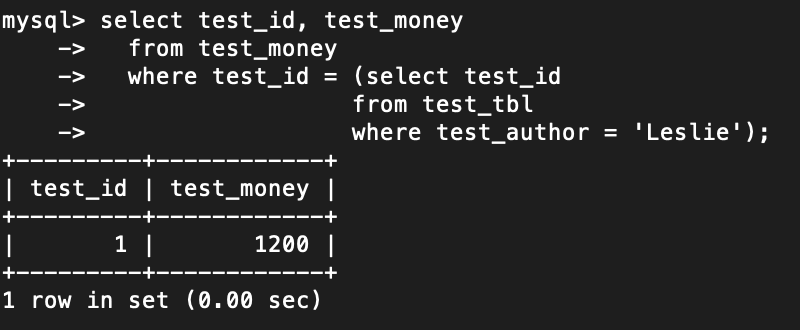 mysql> select test_id, test_money
    ->   from test_money
    ->   where test_id = (select test_id
    ->                   from test_tbl
    ->                   where test_author = 'Leslie');
+---------+------------+
| test_id | test_money |
+---------+------------+
|       1 |       1200 |
+---------+------------+
1 row in set (0.00 sec)